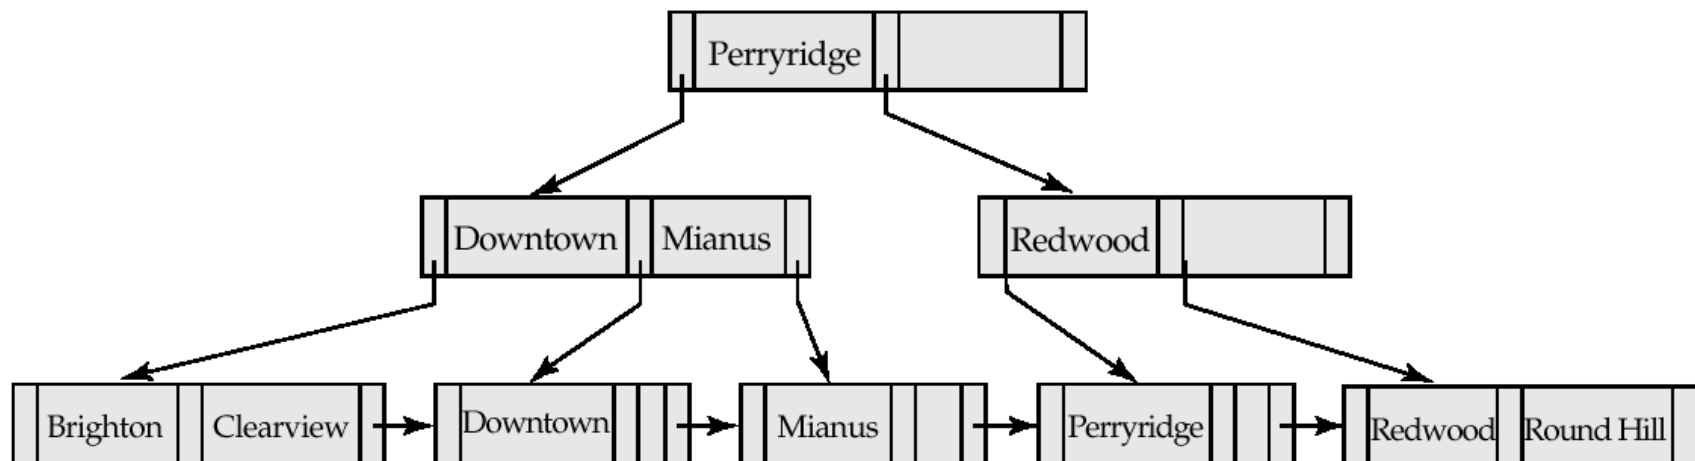 Perryridge
Downtown Mianus Redwood
Brighton Clearview Downtown Mianus Perryridge Redwood Round Hill